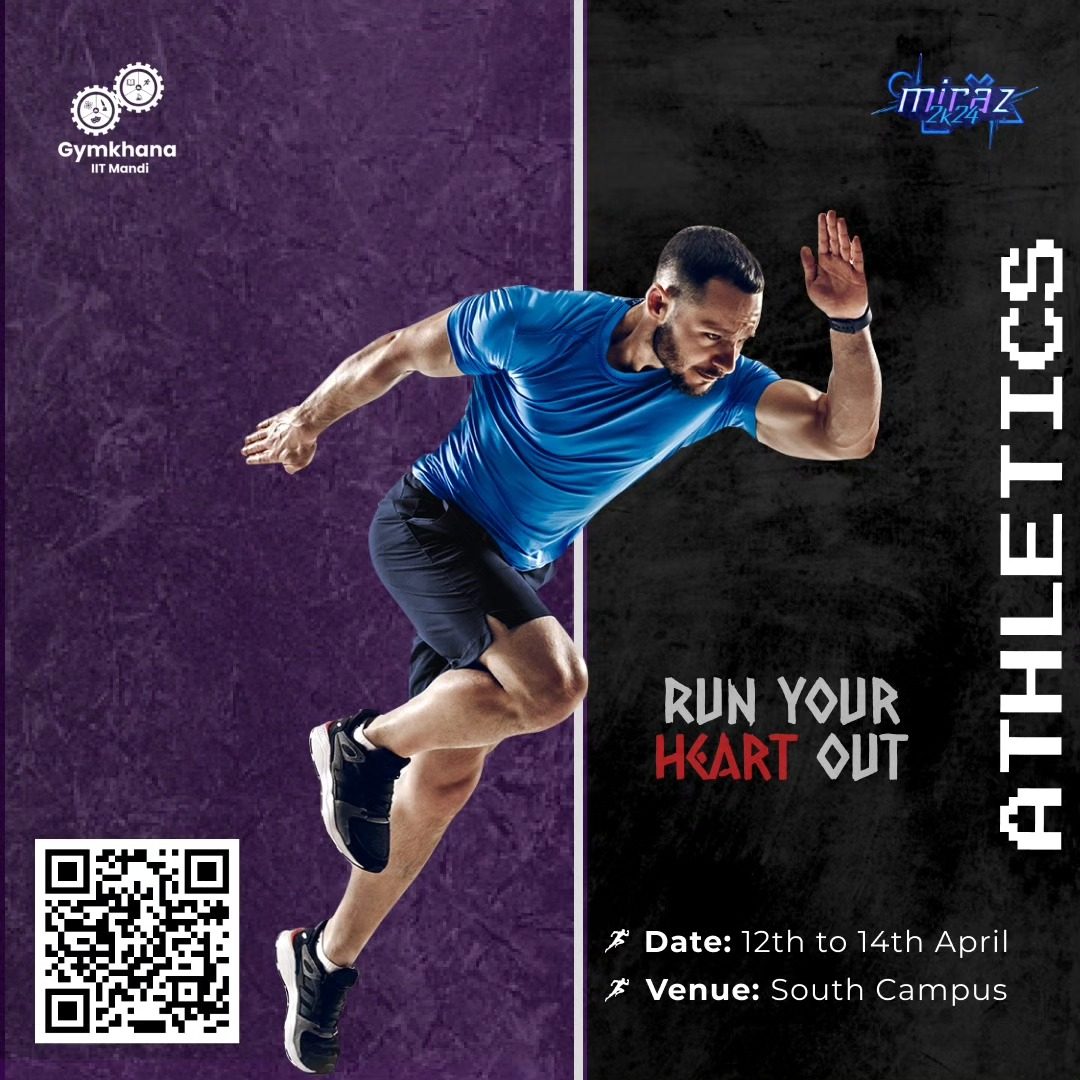 Gymkhana
IIT Mandi
miraz
2k24
ATHLETICS
RUN YOUR
HEART OUT
Date: 12th to 14th April
Venue: South Campus